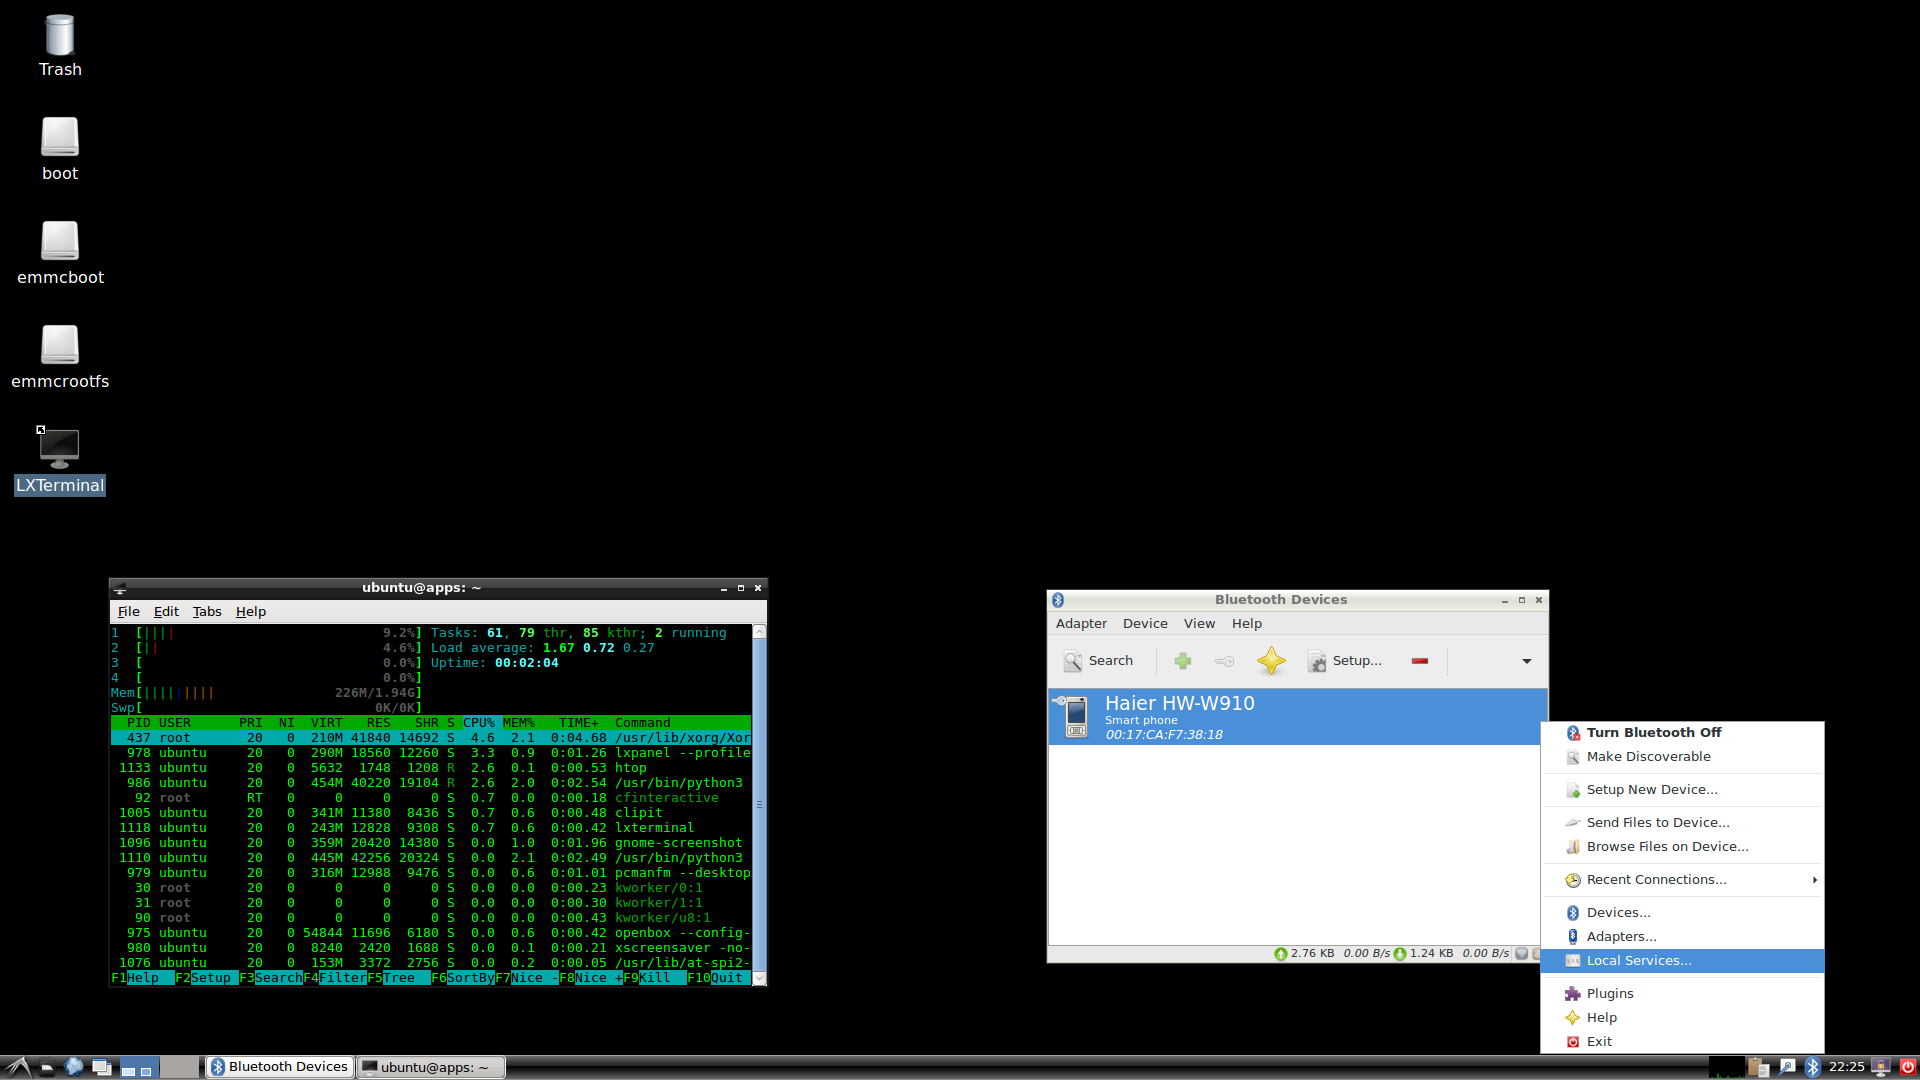 Trash
boot
emmcboot
emmcrootfs
LXTerminal
ubuntu@apps: ~
File Edit Tabs Help
1 [|||| 9.2%] Tasks: 61, 79 thr, 85 kthr; 2 running
2 [|| 4.6%] Load average: 1.67 0.72 0.27
3 [ 0.0%] Uptime: 00:02:04
4 [ 0.0%]
Mem[||||||||| 226M/1.94G]
Swp[ 0K/0K]
PID USER PRI NI VIRT RES SHR S CPU% MEM% TIME+ Command
437 root 20 0 210M 41840 14692 S 4.6 2.1 0:04.68 /usr/lib/xorg/Xor
978 ubuntu 20 0 290M 18560 12260 S 3.3 0.9 0:01.26 lxpanel --profile
1133 ubuntu 20 0 5632 1748 1208 R 2.6 0.1 0:00.53 htop
986 ubuntu 20 0 454M 40220 19104 R 2.6 2.0 0:02.54 /usr/bin/python3
92 root RT 0 0 0 0 S 0.7 0.0 0:00.18 cfinteractive
1005 ubuntu 20 0 341M 11380 8436 S 0.7 0.6 0:00.48 clipit
1118 ubuntu 20 0 243M 12828 9308 S 0.7 0.6 0:00.42 lxterminal
1096 ubuntu 20 0 359M 20420 14380 S 0.0 1.0 0:01.96 gnome-screenshot
1110 ubuntu 20 0 445M 42256 20324 S 0.0 2.1 0:02.49 /usr/bin/python3
979 ubuntu 20 0 316M 12988 9476 S 0.0 0.6 0:01.01 pcmanfm --desktop
30 root 20 0 0 0 0 S 0.0 0.0 0:00.23 kworker/0:1
31 root 20 0 0 0 0 S 0.0 0.0 0:00.30 kworker/1:1
90 root 20 0 0 0 0 S 0.0 0.0 0:00.43 kworker/u8:1
975 ubuntu 20 0 54844 11696 6180 S 0.0 0.6 0:00.42 openbox --config-
980 ubuntu 20 0 8240 2420 1688 S 0.0 0.1 0:00.21 xscreensaver -no-
1076 ubuntu 20 0 153M 3372 2756 S 0.0 0.2 0:00.05 /usr/lib/at-spi2-
F1Help F2Setup F3SearchF4FilterF5Tree F6SortByF7Nice -F8Nice +F9Kill F10Quit
Bluetooth Devices
Adapter Device View Help
Search Setup...
Haier HW-W910
Smart phone
00:17:CA:F7:38:18
2.76 KB 0.00 B/s 1.24 KB 0.00 B/s
Turn Bluetooth Off
Make Discoverable
Setup New Device...
Send Files to Device...
Browse Files on Device...
Recent Connections...
Devices...
Adapters...
Local Services...
Plugins
Help
Exit
Bluetooth Devices ubuntu@apps: ~ 22:25